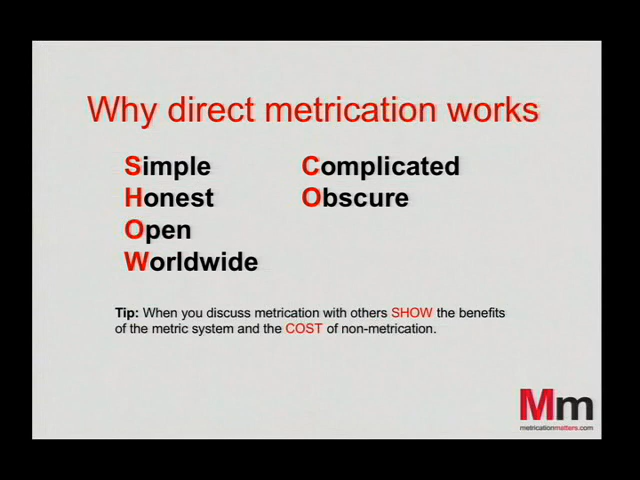 Why direct metrication works
Simple Complicated
Honest Obscure
Open
Worldwide
Tip: When you discuss metrication with others SHOW the benefits
of the metric system and the COST of non-metrication.
Mm
metricationmatters.com